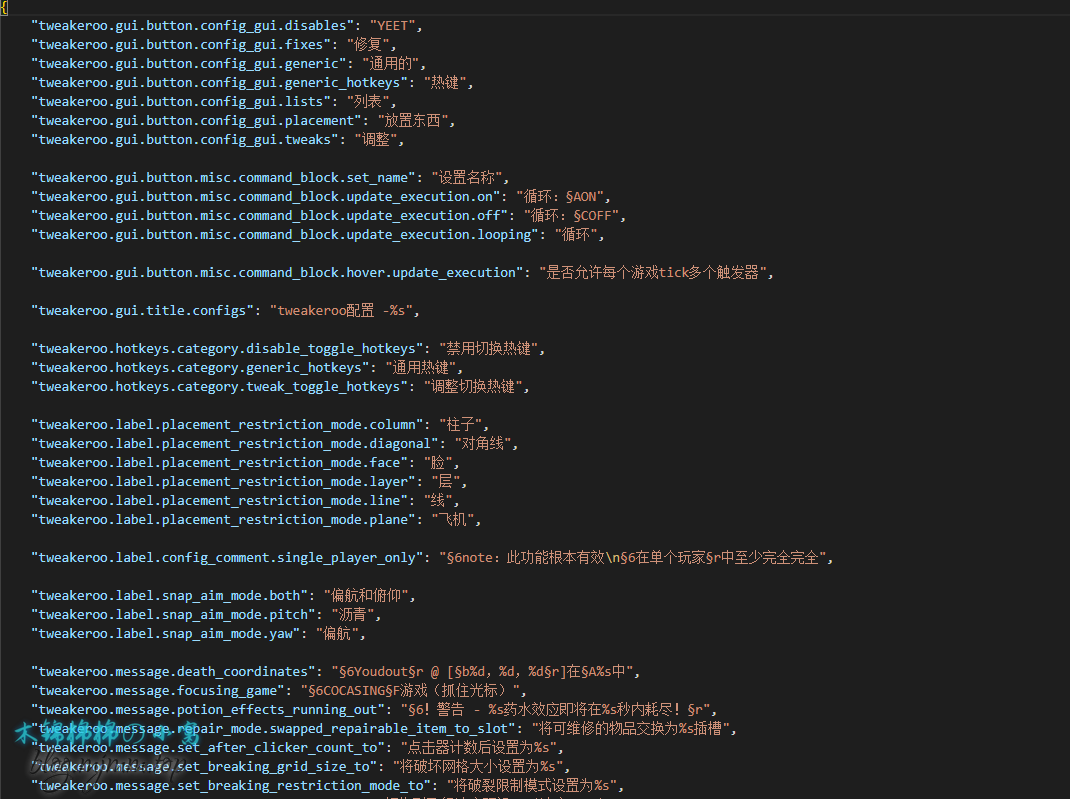 {
"tweakeroo.gui.button.config_gui.disables": "YEET",
"tweakeroo.gui.button.config_gui.fixes": "修复",
"tweakeroo.gui.button.config_gui.generic": "通用的",
"tweakeroo.gui.button.config_gui.generic_hotkeys": "热键",
"tweakeroo.gui.button.config_gui.lists": "列表",
"tweakeroo.gui.button.config_gui.placement": "放置东西",
"tweakeroo.gui.button.config_gui.tweaks": "调整",
"tweakeroo.gui.button.misc.command_block.set_name": "设置名称",
"tweakeroo.gui.button.misc.command_block.update_execution.on": "循环：§AON",
"tweakeroo.gui.button.misc.command_block.update_execution.off": "循环：§COFF",
"tweakeroo.gui.button.misc.command_block.update_execution.looping": "循环",
"tweakeroo.gui.button.misc.command_block.hover.update_execution": "是否允许每个游戏tick多个触发器",
"tweakeroo.gui.title.configs": "tweakeroo配置 -%s",
"tweakeroo.hotkeys.category.disable_toggle_hotkeys": "禁用切换热键",
"tweakeroo.hotkeys.category.generic_hotkeys": "通用热键",
"tweakeroo.hotkeys.category.tweak_toggle_hotkeys": "调整切换热键",
"tweakeroo.label.placement_restriction_mode.column": "柱子",
"tweakeroo.label.placement_restriction_mode.diagonal": "对角线",
"tweakeroo.label.placement_restriction_mode.face": "脸",
"tweakeroo.label.placement_restriction_mode.layer": "层",
"tweakeroo.label.placement_restriction_mode.line": "线",
"tweakeroo.label.placement_restriction_mode.plane": "飞机",
"tweakeroo.label.config_comment.single_player_only": "§6note：此功能根本有效\n§6在单个玩家§r中至少完全完全",
"tweakeroo.label.snap_aim_mode.both": "偏航和俯仰",
"tweakeroo.label.snap_aim_mode.pitch": "沥青",
"tweakeroo.label.snap_aim_mode.yaw": "偏航",
"tweakeroo.message.death_coordinates": "§6Youdout§r @ [§b%d，%d，%d§r]在§A%s中",
"tweakeroo.message.focusing_game": "§6COCASING§F游戏（抓住光标）",
"tweakeroo.message.potion_effects_running_out": "§6！警告 - %s药水效应即将在%s秒内耗尽！§r",
"tweakeroo.message.repair_mode.swapped_repairable_item_to_slot": "将可维修的物品交换为%s插槽",
"tweakeroo.message.set_after_clicker_count_to": "点击器计数后设置为%s",
"tweakeroo.message.set_breaking_grid_size_to": "将破坏网格大小设置为%s",
"tweakeroo.message.set_breaking_restriction_mode_to": "将破裂限制模式设置为%s",